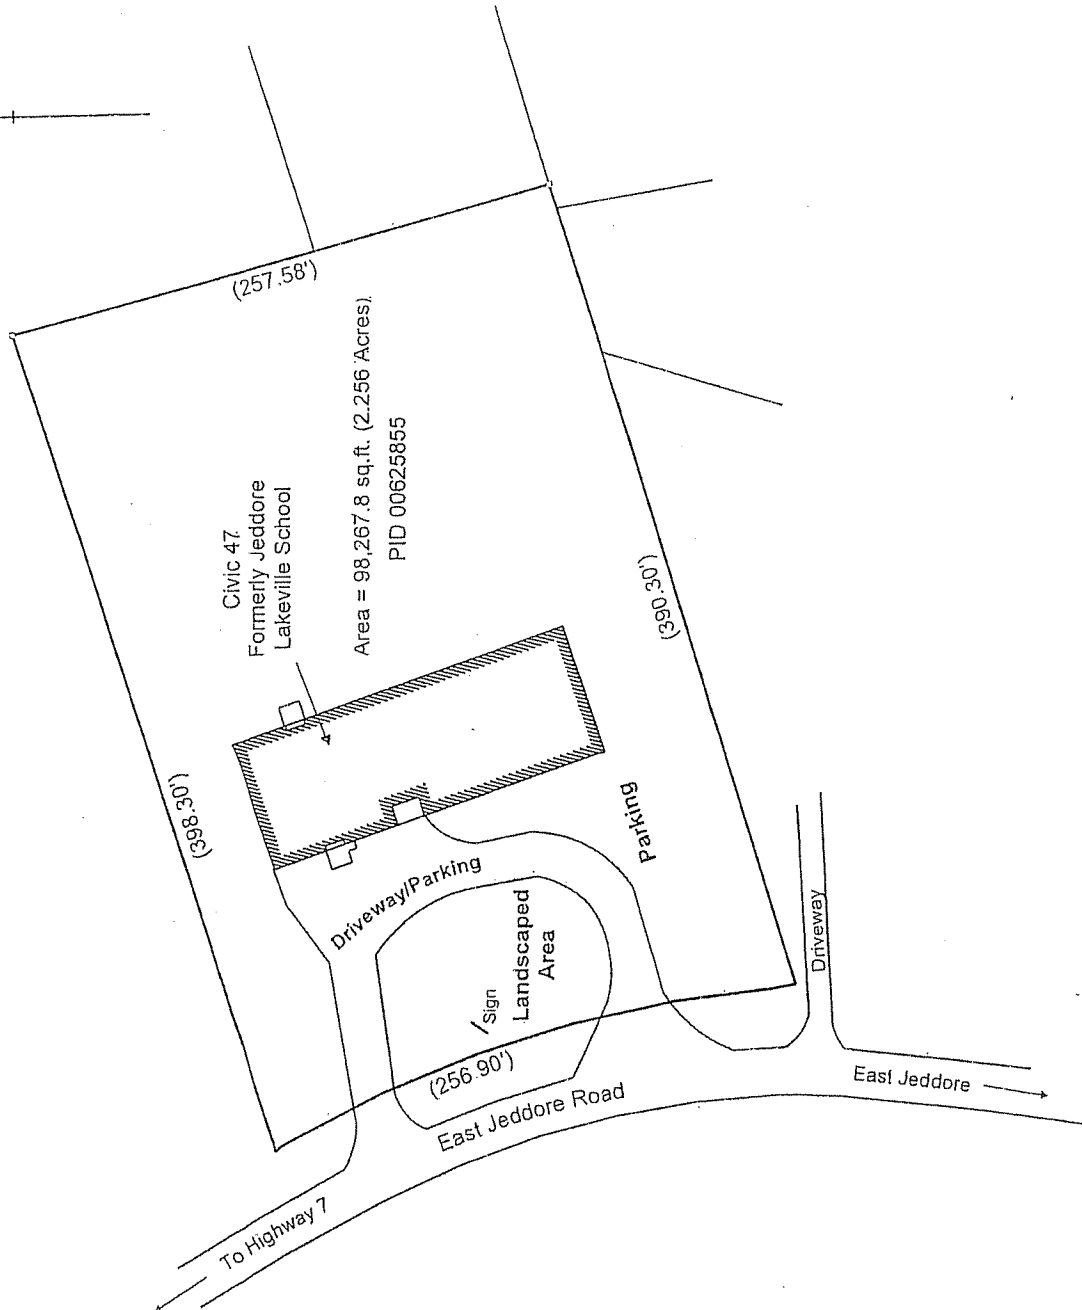 (257.58')
Civic 47
Formerly Jeddore
Lakeville School
Area = 98,267.8 sq.ft. (2.256 Acres)
PID 00625855
(398.30')
(390.30')
Driveway/Parking
Parking
Sign
Landscaped
Area
Driveway
(256.90')
East Jeddore Road
East Jeddore
To Highway 7